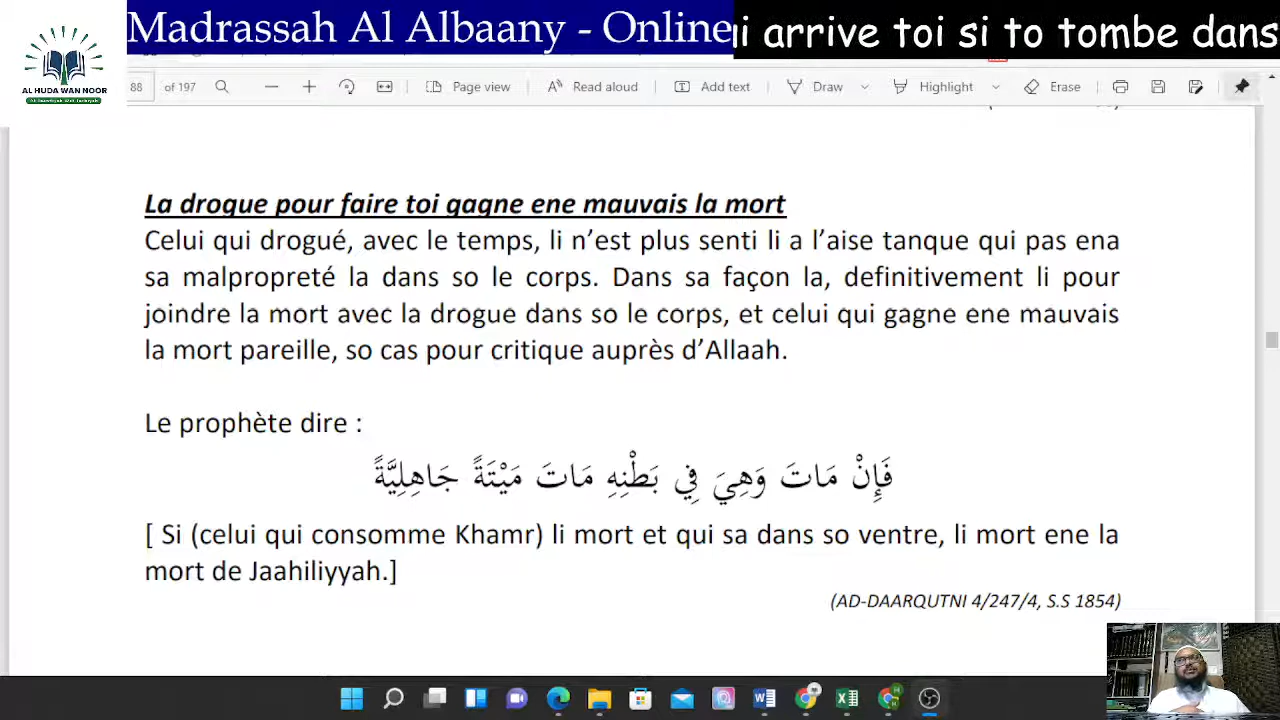 Madrassah Al Albaany - Online
i arrive toi si to tombe dans
AL HUDA WAN NOOR
88 of 197
Page view
Read aloud
Add text
Draw
Highlight
Erase
La drogue pour faire toi gagne ene mauvais la mort
Celui qui drogué, avec le temps, li n’est plus senti li a l’aise tanque qui pas ena
sa malpropreté la dans so le corps. Dans sa façon la, definitivement li pour
joindre la mort avec la drogue dans so le corps, et celui qui gagne ene mauvais
la mort pareille, so cas pour critique auprès d’Allaah.
Le prophète dire :
فَإِنْ مَاتَ وَهِيَ فِي بَطْنِهِ مَاتَ مَيْتَةً جَاهِلِيَّةً
[ Si (celui qui consomme Khamr) li mort et qui sa dans so ventre, li mort ene la
mort de Jaahiliyyah.]
(AD-DAARQUTNI 4/247/4, S.S 1854)